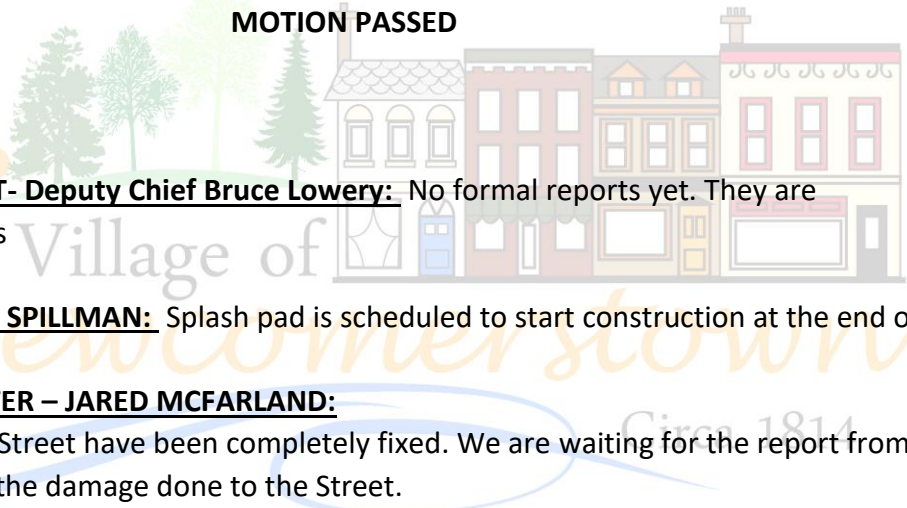 MOTION PASSED
T- Deputy Chief Bruce Lowery: No formal reports yet. They are
s
Village of
SPILLMAN: Splash pad is scheduled to start construction at the end o
ewcomerstown
TER – JARED MCFARLAND:
Circa 1814
Street have been completely fixed. We are waiting for the report from
the damage done to the Street.